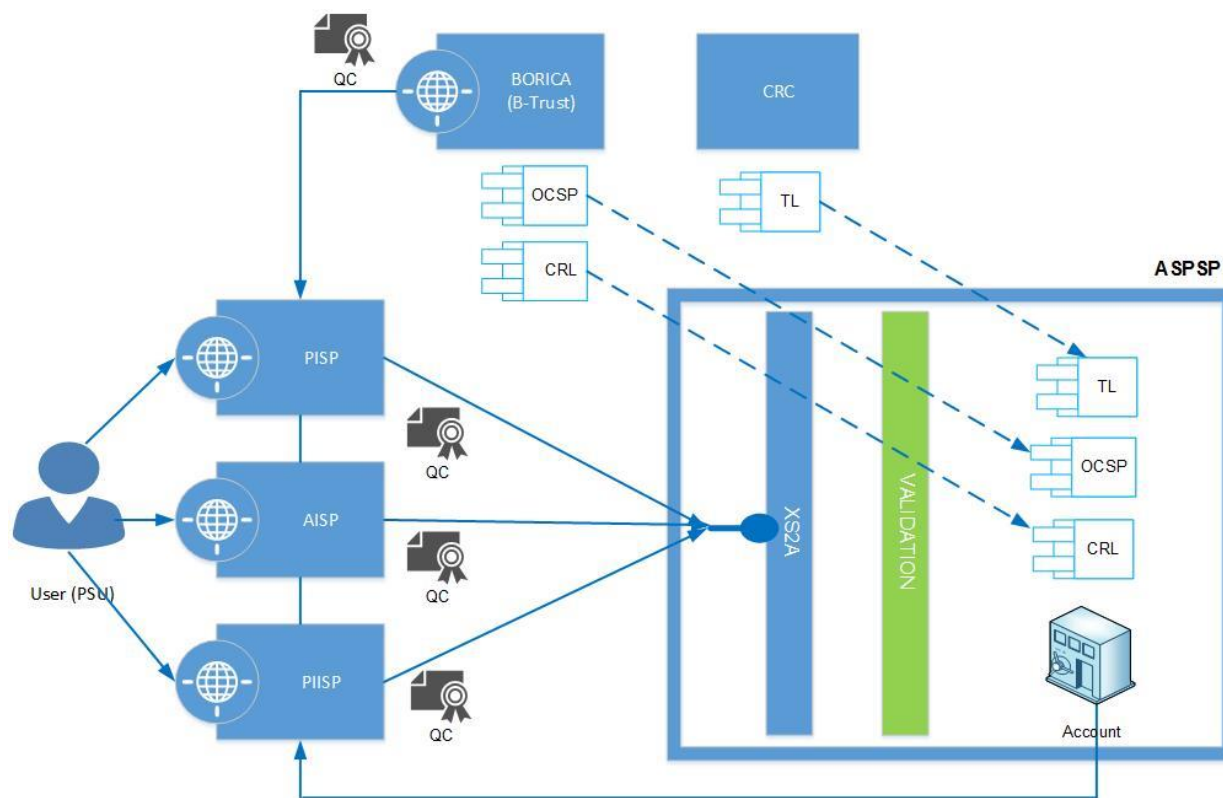 QC
BORICA
(B-Trust)
CRC
OCSP
TL
CRL
ASPSP
PISP
TL
QC
OCSP
AISP
XS2A
VALIDATION
CRL
QC
User (PSU)
PIISP
QC
Account